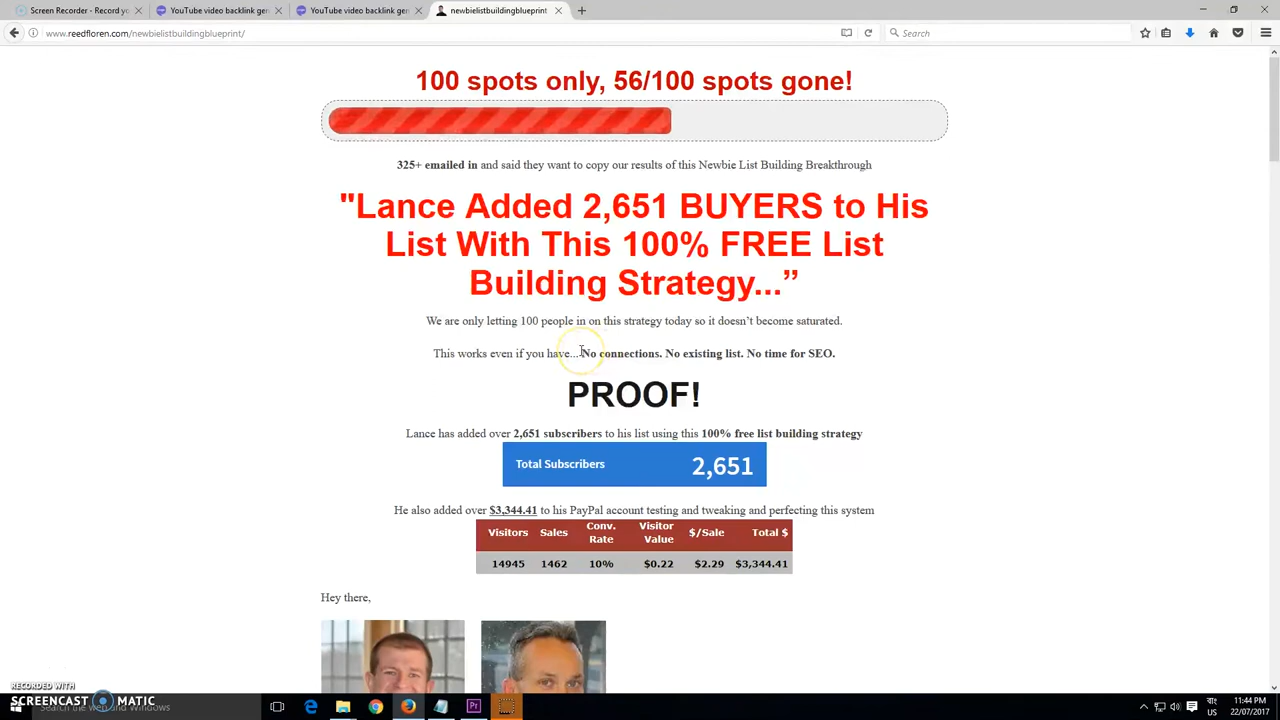 Screen Recorder - Record yo
YouTube video backlink gen
YouTube video backlink gen
newbielistbuildingblueprint
www.reedfloren.com/newbielistbuildingblueprint/
Search
100 spots only, 56/100 spots gone!
325+ emailed in and said they want to copy our results of this Newbie List Building Breakthrough
"Lance Added 2,651 BUYERS to His
List With This 100% FREE List
Building Strategy...”
We are only letting 100 people in on this strategy today so it doesn’t become saturated.
This works even if you have... No connections. No existing list. No time for SEO.
PROOF!
Lance has added over 2,651 subscribers to his list using this 100% free list building strategy
Total Subscribers 2,651
He also added over $3,344.41 to his PayPal account testing and tweaking and perfecting this system
Visitors Sales Conv. Rate Visitor Value $/Sale Total $
14945 1462 10% $0.22 $2.29 $3,344.41
Hey there,
RECORDED WITH
SCREENCAST MATIC
Search the web and Windows
Pr
বাং
US
11:44 PM
22/07/2017